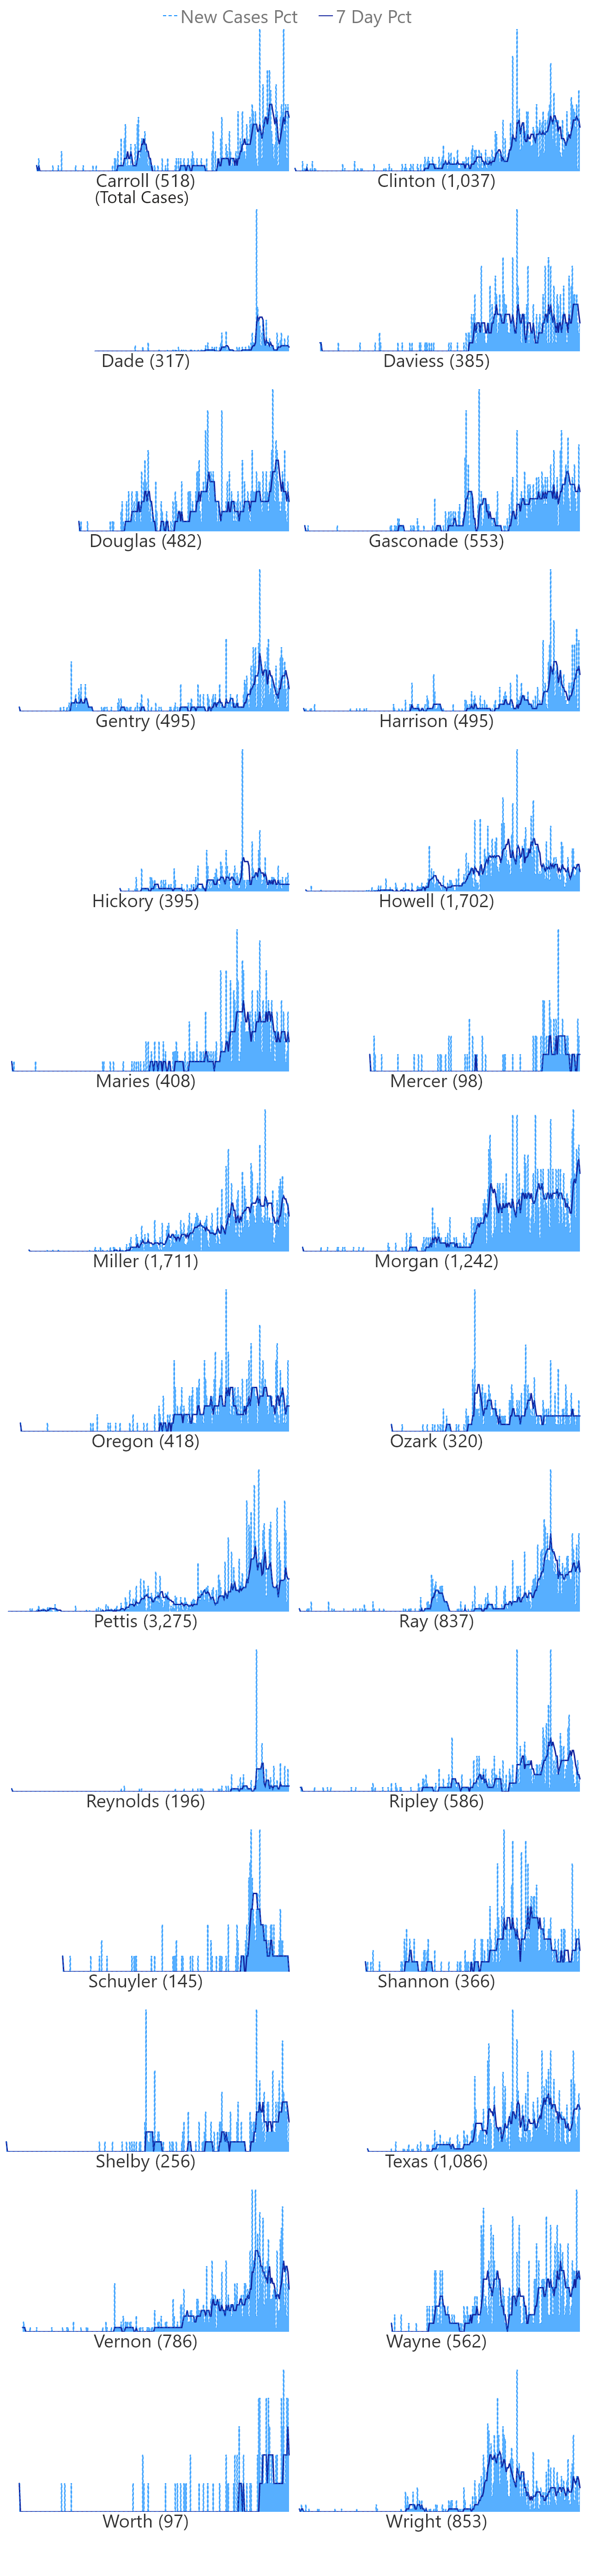 New Cases Pct 7 Day Pct
Carroll (518) Clinton (1,037)
(Total Cases)
Dade (317) Daviess (385)
Douglas (482) Gasconade (553)
Gentry (495) Harrison (495)
Hickory (395) Howell (1,702)
Maries (408) Mercer (98)
Miller (1,711) Morgan (1,242)
Oregon (418) Ozark (320)
Pettis (3,275) Ray (837)
Reynolds (196) Ripley (586)
Schuyler (145) Shannon (366)
Shelby (256) Texas (1,086)
Vernon (786) Wayne (562)
Worth (97) Wright (853)